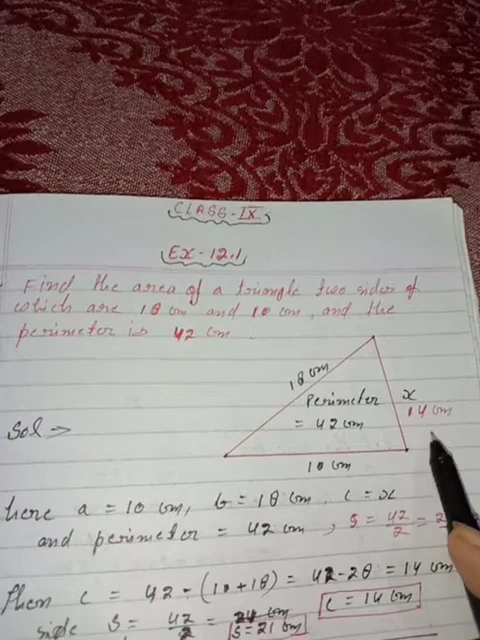 CLASS-IX
EX-12.1
Find the area of a triangle two sides of
which are 18 cm and 10 cm, and the
perimeter is 42 cm.
18 cm
Perimeter
= 42 cm
x
14 cm
Sol ⇒
10 cm
here a = 10 cm, b = 18 cm, c = x
and perimeter = 42 cm, S = 42/2 = 2
Then c = 42 - (10+18) = 42-28 = 14 cm
side S = 42/2 = cm
c = 14 cm
S = 21 cm